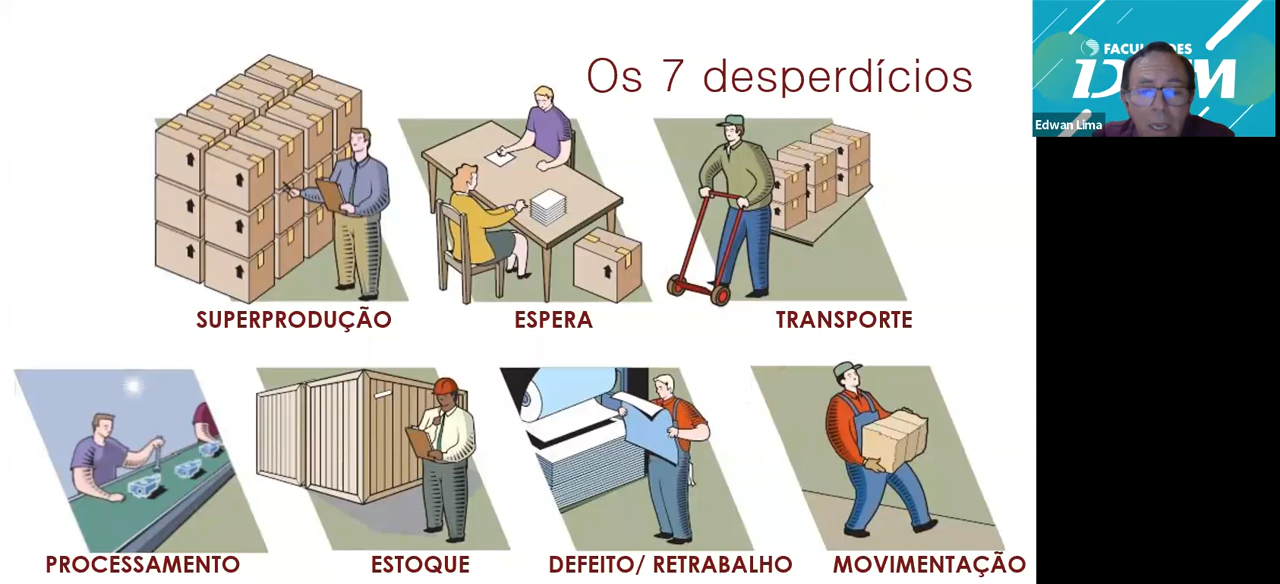 Os 7 desperdícios
SUPERPRODUÇÃO
ESPERA
TRANSPORTE
PROCESSAMENTO
ESTOQUE
DEFEITO/ RETRABALHO
MOVIMENTAÇÃO
Edwan Lima